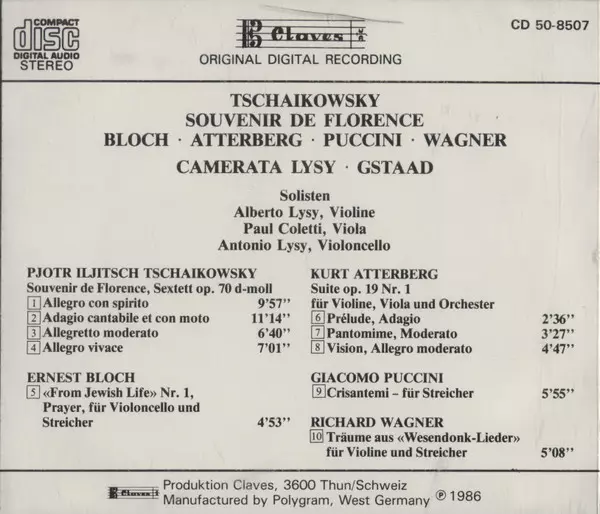 COMPACT
disc
DIGITAL AUDIO
STEREO
Claves
CD 50-8507
ORIGINAL DIGITAL RECORDING
TSCHAIKOWSKY
SOUVENIR DE FLORENCE
BLOCH · ATTERBERG · PUCCINI · WAGNER
CAMERATA LYSY · GSTAAD
Solisten
Alberto Lysy, Violine
Paul Coletti, Viola
Antonio Lysy, Violoncello
PJOTR ILJITSCH TSCHAIKOWSKY
Souvenir de Florence, Sextett op. 70 d-moll
1 Allegro con spirito 9'57''
2 Adagio cantabile et con moto 11'14''
3 Allegretto moderato 6'40''
4 Allegro vivace 7'01''
ERNEST BLOCH
5 «From Jewish Life» Nr. 1,
Prayer, für Violoncello und
Streicher 4'53''
KURT ATTERBERG
Suite op. 19 Nr. 1
für Violine, Viola und Orchester
6 Prélude, Adagio 2'36''
7 Pantomime, Moderato 3'27''
8 Vision, Allegro moderato 4'47''
GIACOMO PUCCINI
9 Crisantemi – für Streicher 5'55''
RICHARD WAGNER
10 Träume aus «Wesendonk-Lieder»
für Violine und Streicher 5'08''
Claves
Produktion Claves, 3600 Thun/Schweiz
Manufactured by Polygram, West Germany ℗ 1986